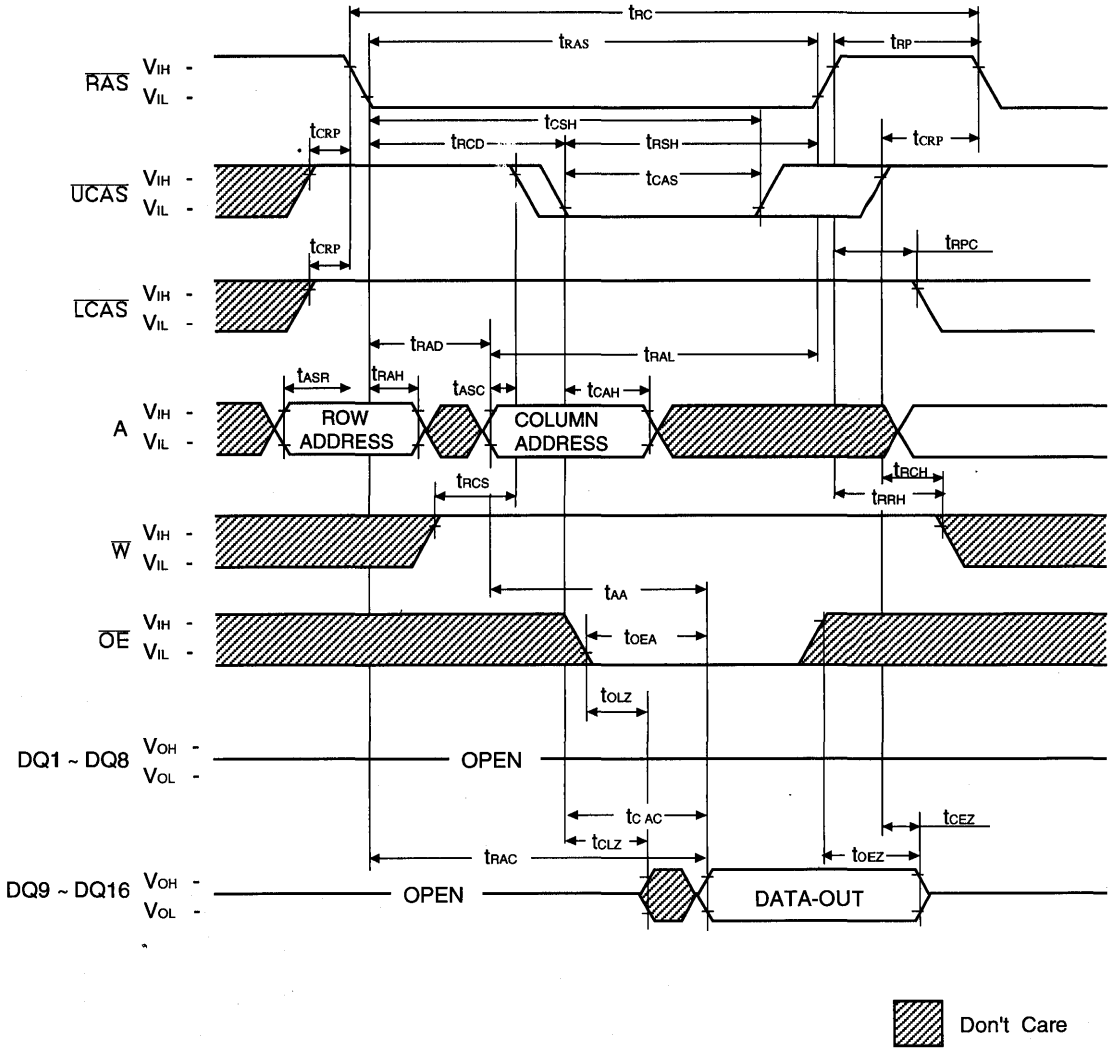 tRC
tRAS
tRP
RAS
VIH -
VIL -
tCSH
tCRP
tRCD
tRSH
tCRP
UCAS
VIH -
VIL -
tCAS
tCRP
tRPC
LCAS
VIH -
VIL -
tRAD
tRAL
tASR
tRAH
tASC
tCAH
A
VIH -
VIL -
ROW
ADDRESS
COLUMN
ADDRESS
tRCS
tRCH
tRRH
W
VIH -
VIL -
tAA
OE
VIH -
VIL -
tOEA
tOLZ
DQ1 ~ DQ8
VOH -
VOL -
OPEN
tC AC
tCEZ
tCLZ
tRAC
tOEZ
DQ9 ~ DQ16
VOH -
VOL -
OPEN
DATA-OUT
Don't Care